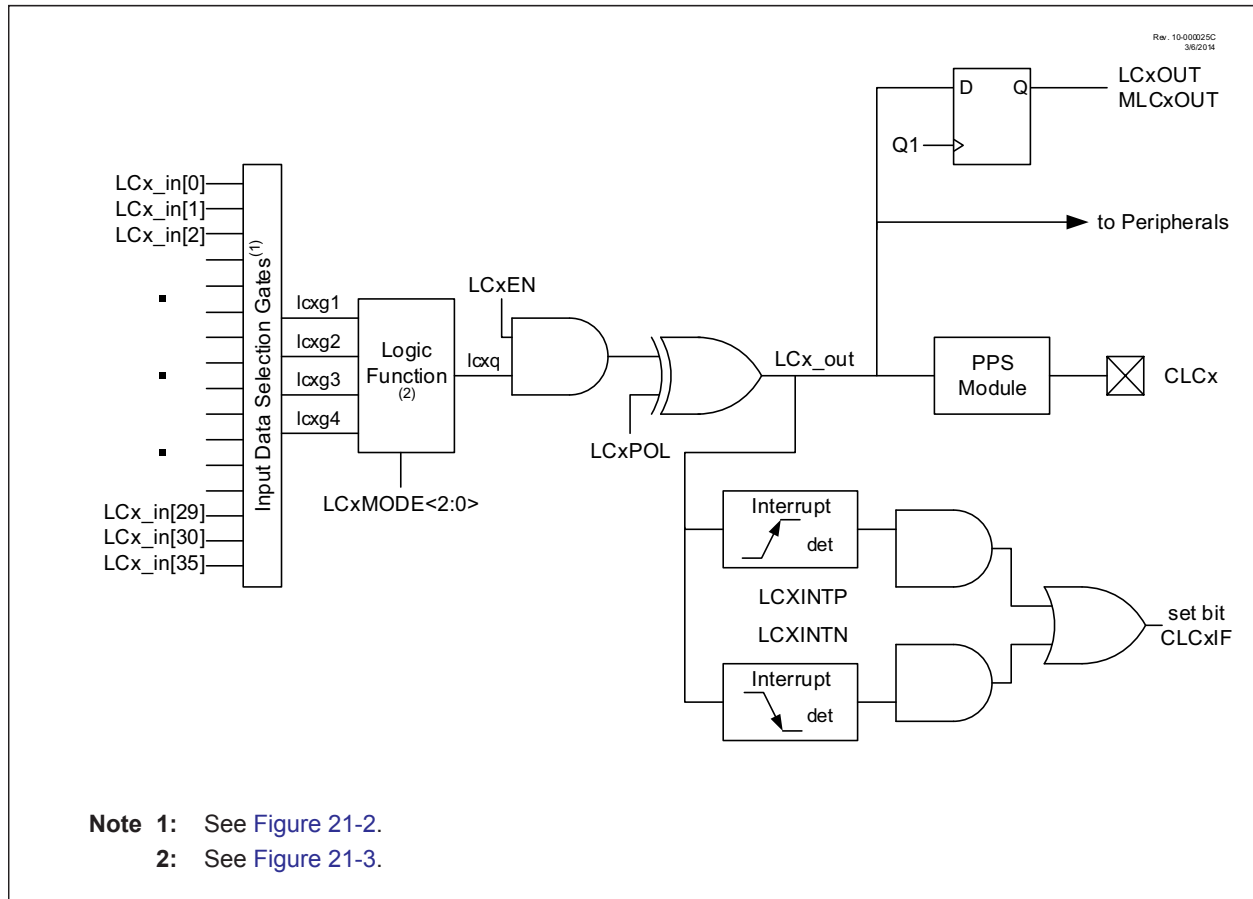 Rev. 10-000025C
3/6/2014
LCxOUT
MLCxOUT
D Q
Q1
to Peripherals
LCx_in[0]
LCx_in[1]
LCx_in[2]
LCx_in[29]
LCx_in[30]
LCx_in[35]
Input Data Selection Gates(1)
lcxg1
lcxg2
lcxg3
lcxg4
Logic
Function
(2)
LCxMODE<2:0>
lcxq
LCxEN
LCxPOL
LCx_out
PPS
Module
CLCx
Interrupt
det
LCXINTP
LCXINTN
Interrupt
det
set bit
CLCxIF
Note 1: See Figure 21-2.
2: See Figure 21-3.